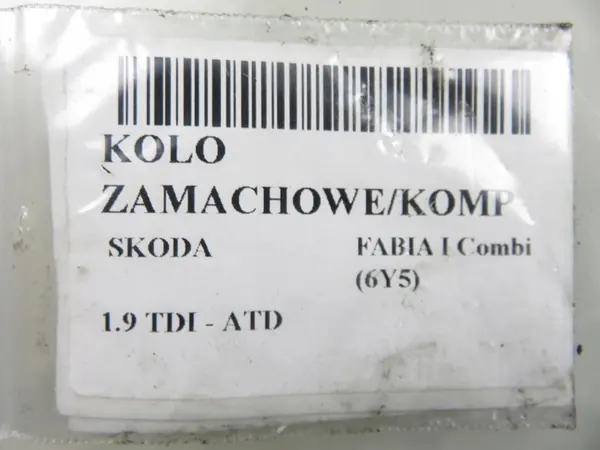 KOLO
ZAMACHOWE/KOMP
SKODA FABIA I Combi
(6Y5)
1.9 TDI - ATD